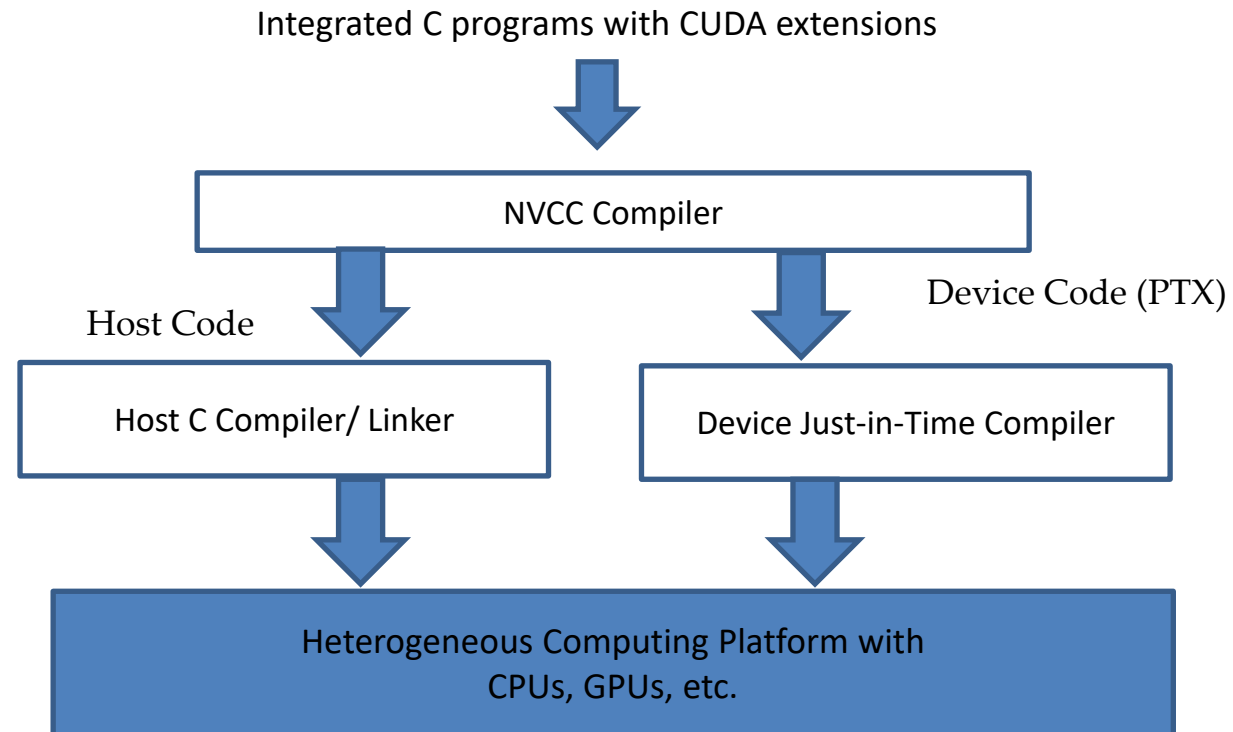 Integrated C programs with CUDA extensions
NVCC Compiler
Device Code (PTX)
Host Code
Host C Compiler/ Linker
Device Just-in-Time Compiler
Heterogeneous Computing Platform with
CPUs, GPUs, etc.